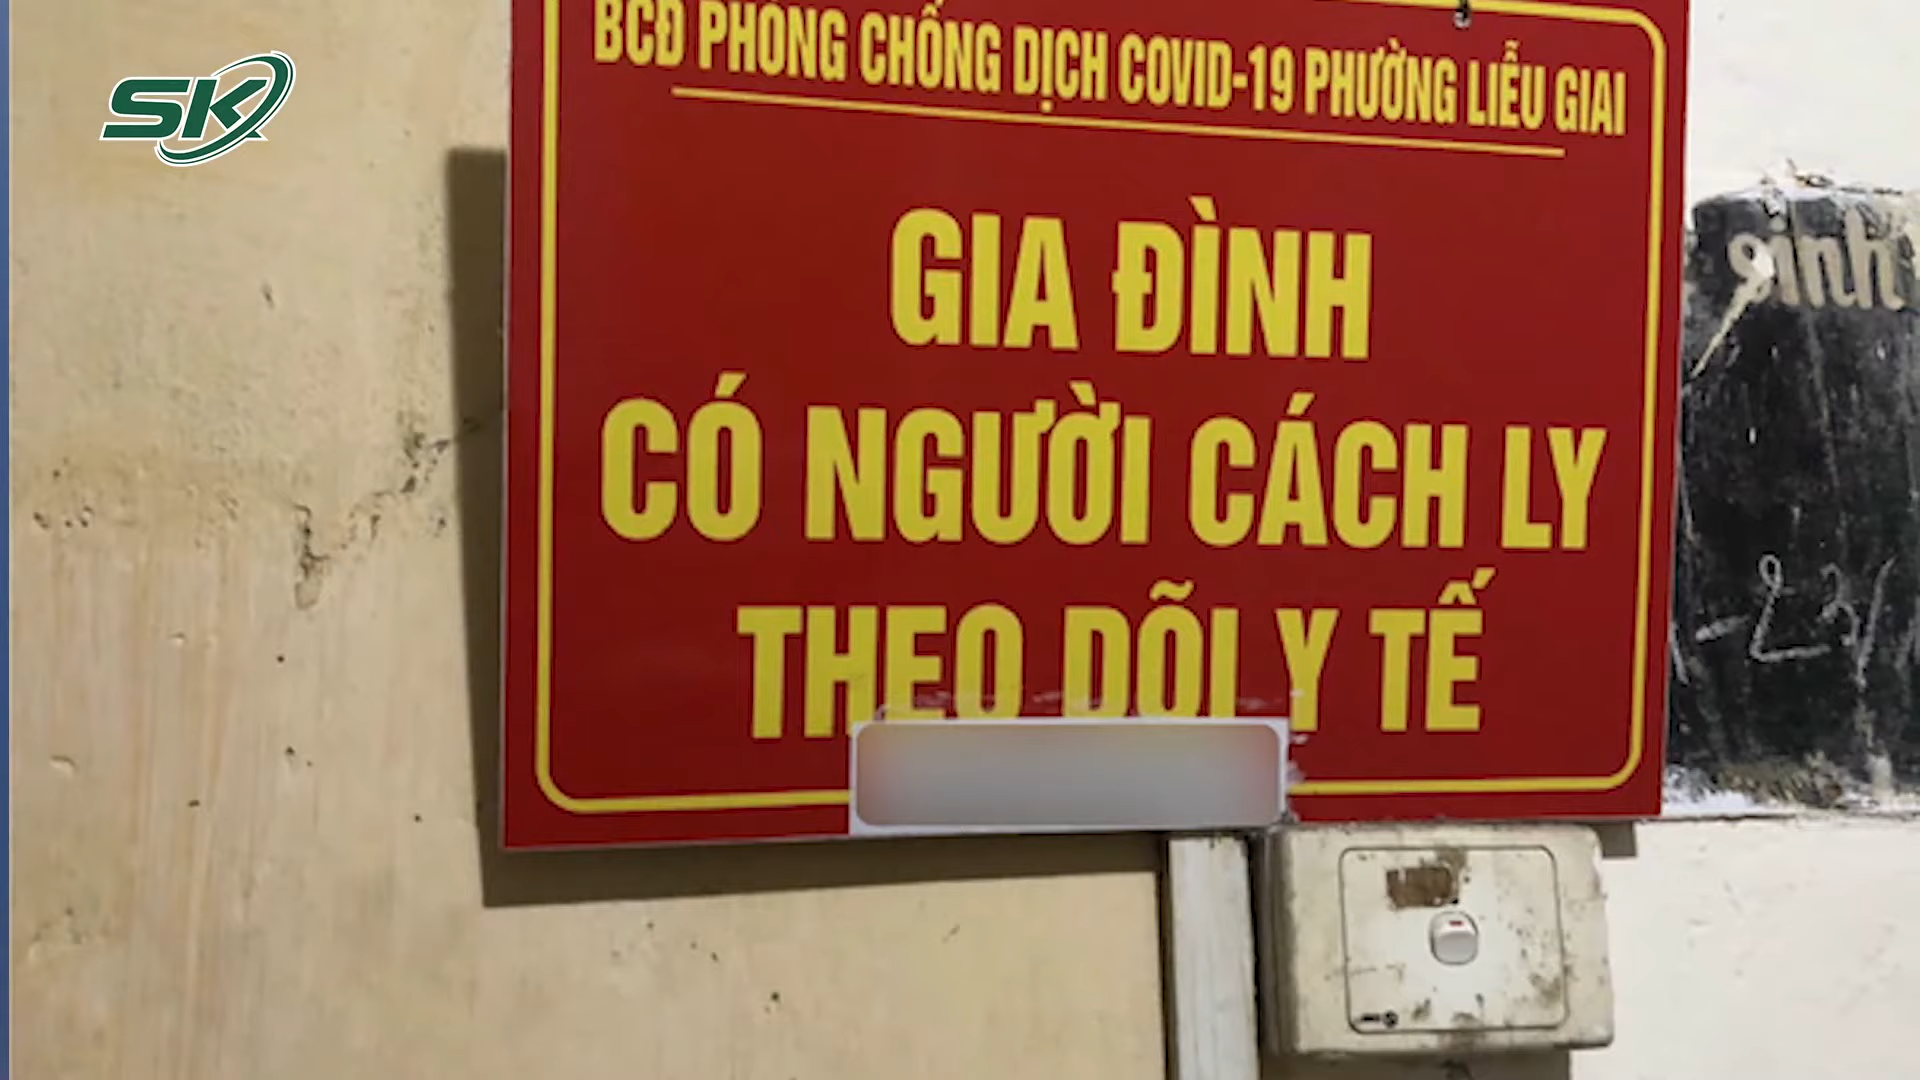 SK
BCĐ PHÒNG CHỐNG DỊCH COVID-19 PHƯỜNG LIỄU GIAI
GIA ĐÌNH
CÓ NGƯỜI CÁCH LY
THEO DÕI Y TẾ
sinh